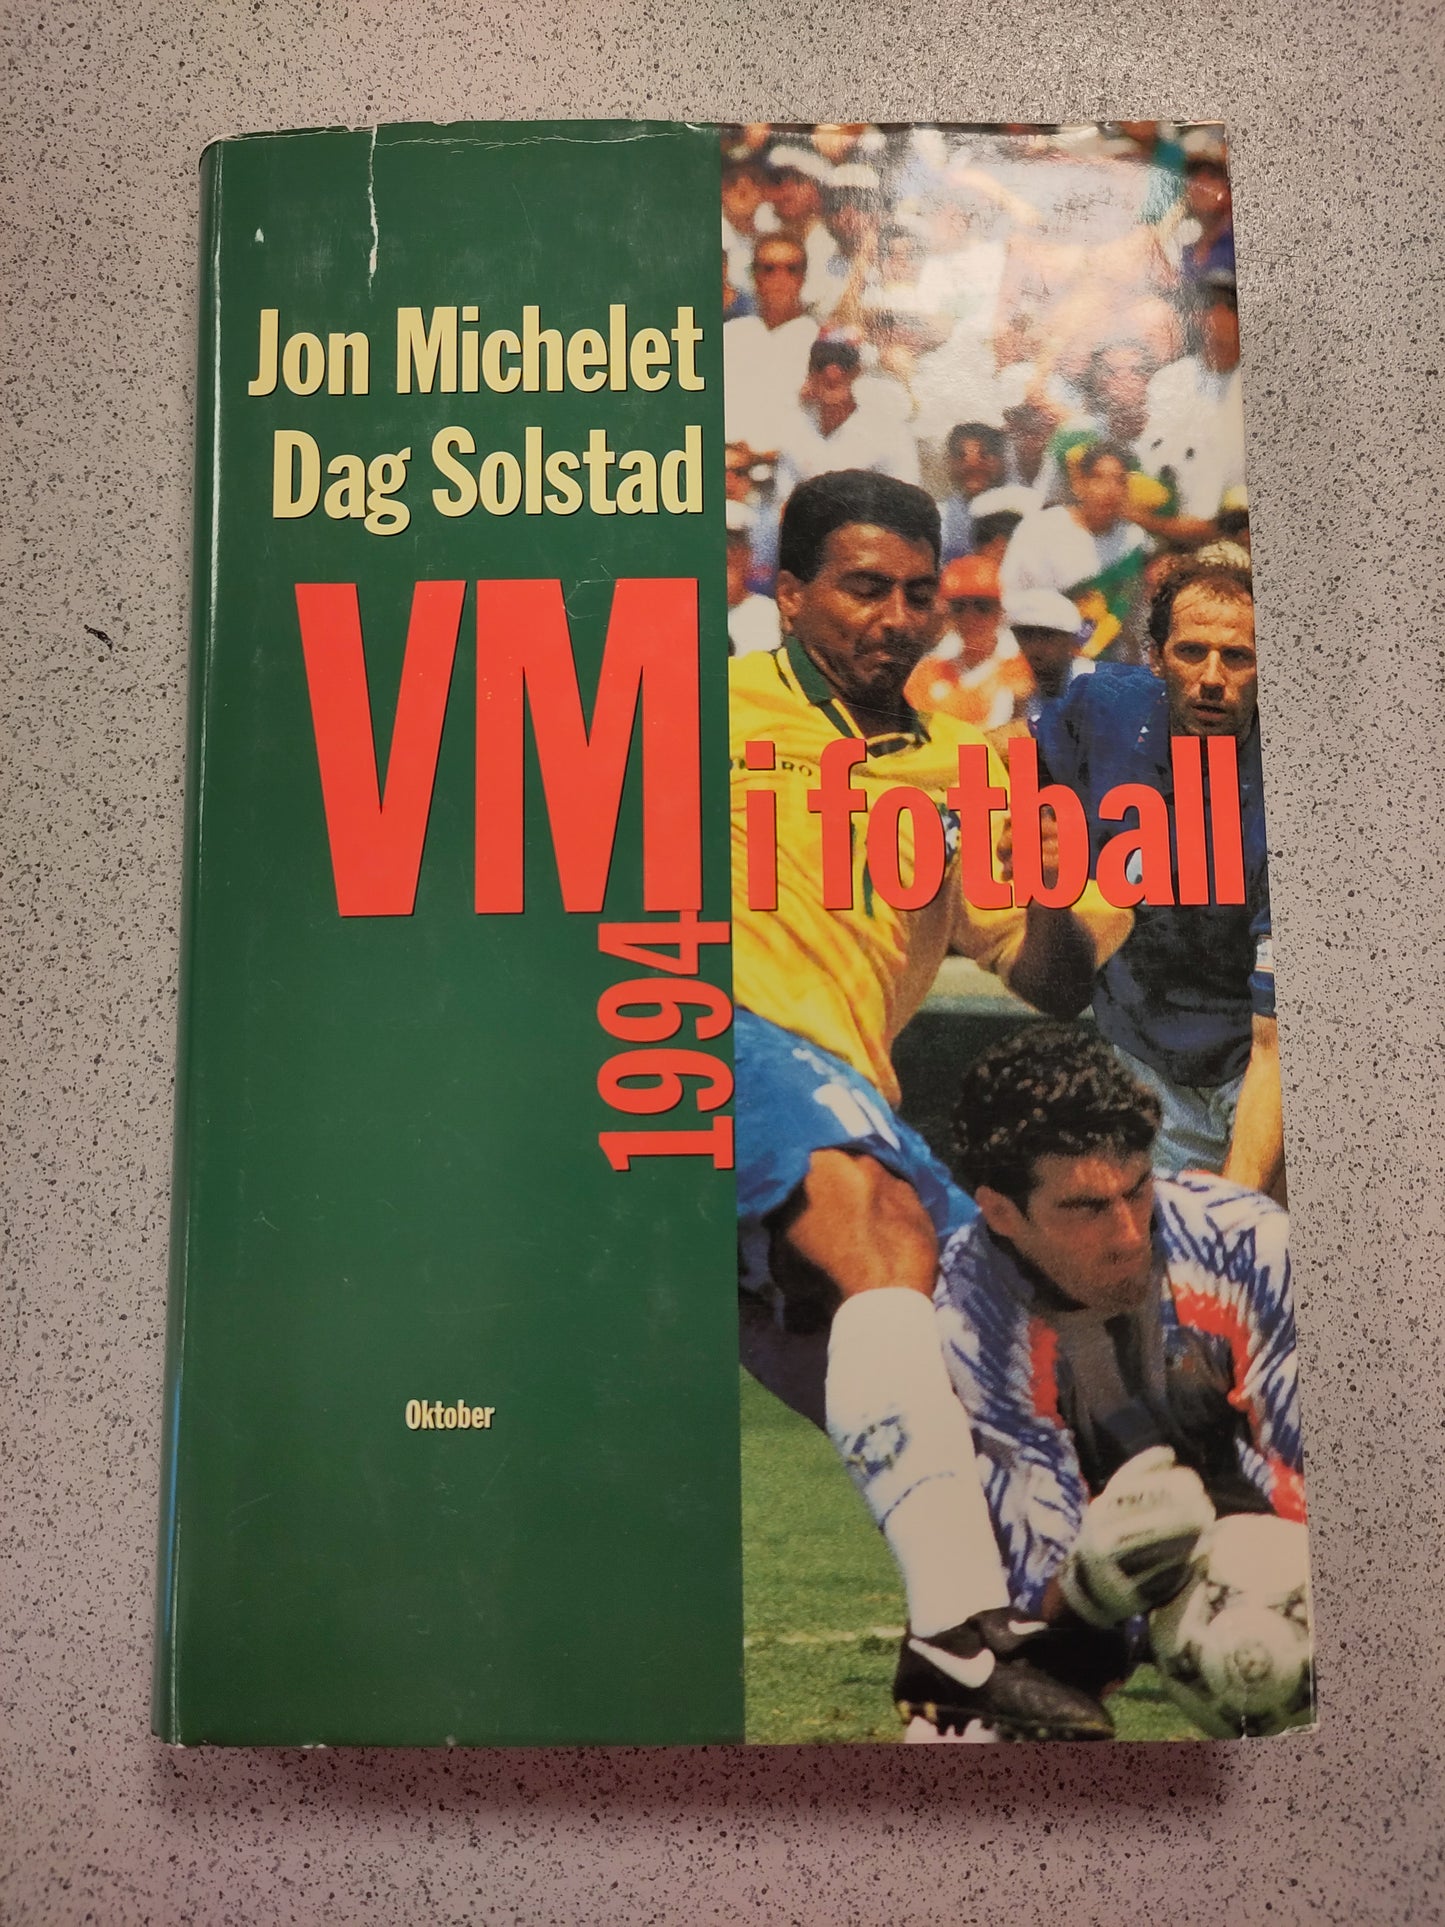 Jon Michelet
Dag Solstad
VM i fotball
1994
Oktober